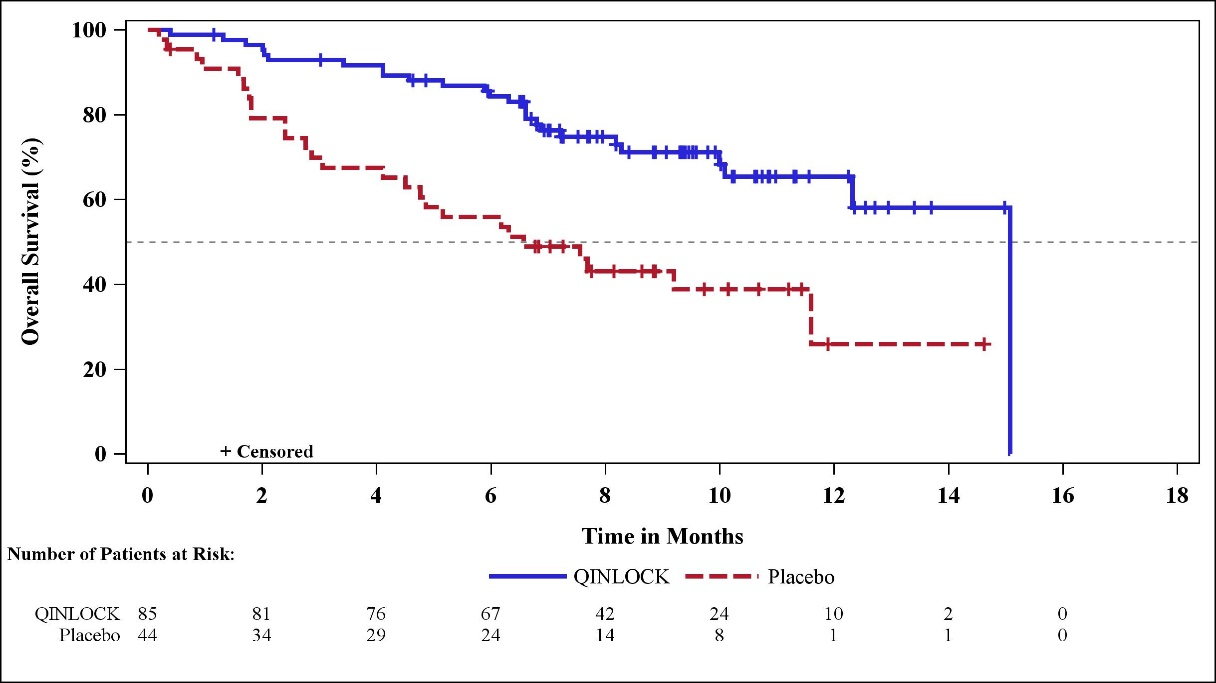 100
80
60
40
20
0
Overall Survival (%)
+ Censored
0 2 4 6 8 10 12 14 16 18
Time in Months
Number of Patients at Risk:
QINLOCK Placebo
QINLOCK 85 81 76 67 42 24 10 2 0
Placebo 44 34 29 24 14 8 1 1 0